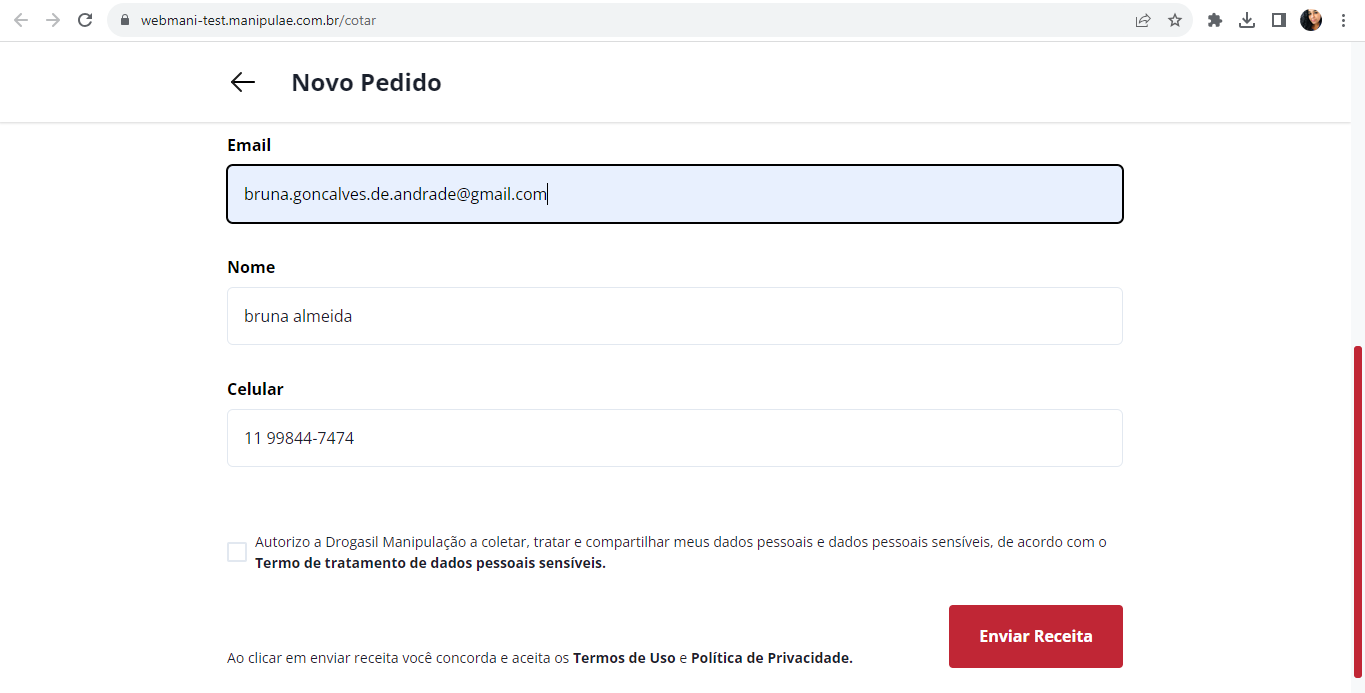 webmani-test.manipulae.com.br/cotar
Novo Pedido
Email
bruna.goncalves.de.andrade@gmail.com
Nome
bruna almeida
Celular
11 99844-7474
Autorizo a Drogasil Manipulação a coletar, tratar e compartilhar meus dados pessoais e dados pessoais sensíveis, de acordo com o
Termo de tratamento de dados pessoais sensíveis.
Enviar Receita
Ao clicar em enviar receita você concorda e aceita os Termos de Uso e Política de Privacidade.